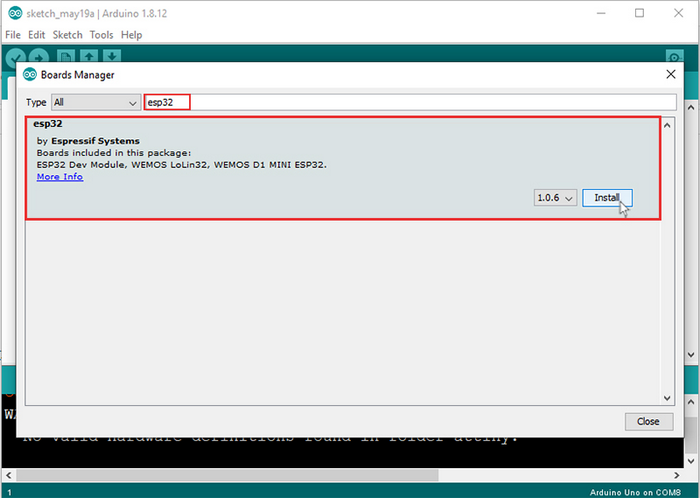 sketch_may19a | Arduino 1.8.12
File Edit Sketch Tools Help
Boards Manager
Type All esp32
esp32
by Espressif Systems
Boards included in this package:
ESP32 Dev Module, WEMOS LoLin32, WEMOS D1 MINI ESP32.
More Info
1.0.6 Install
Close
No valid hardware definitions found in folder attiny.
1 Arduino Uno on COM8